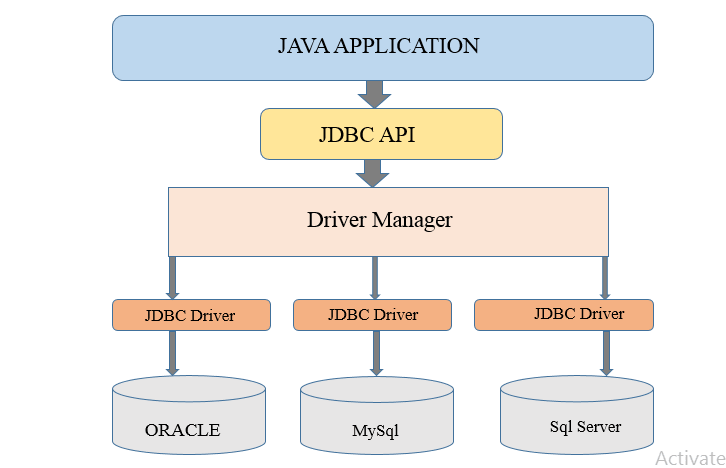 JAVA APPLICATION
JDBC API
Driver Manager
JDBC Driver
JDBC Driver
JDBC Driver
ORACLE
MySql
Sql Server
Activate